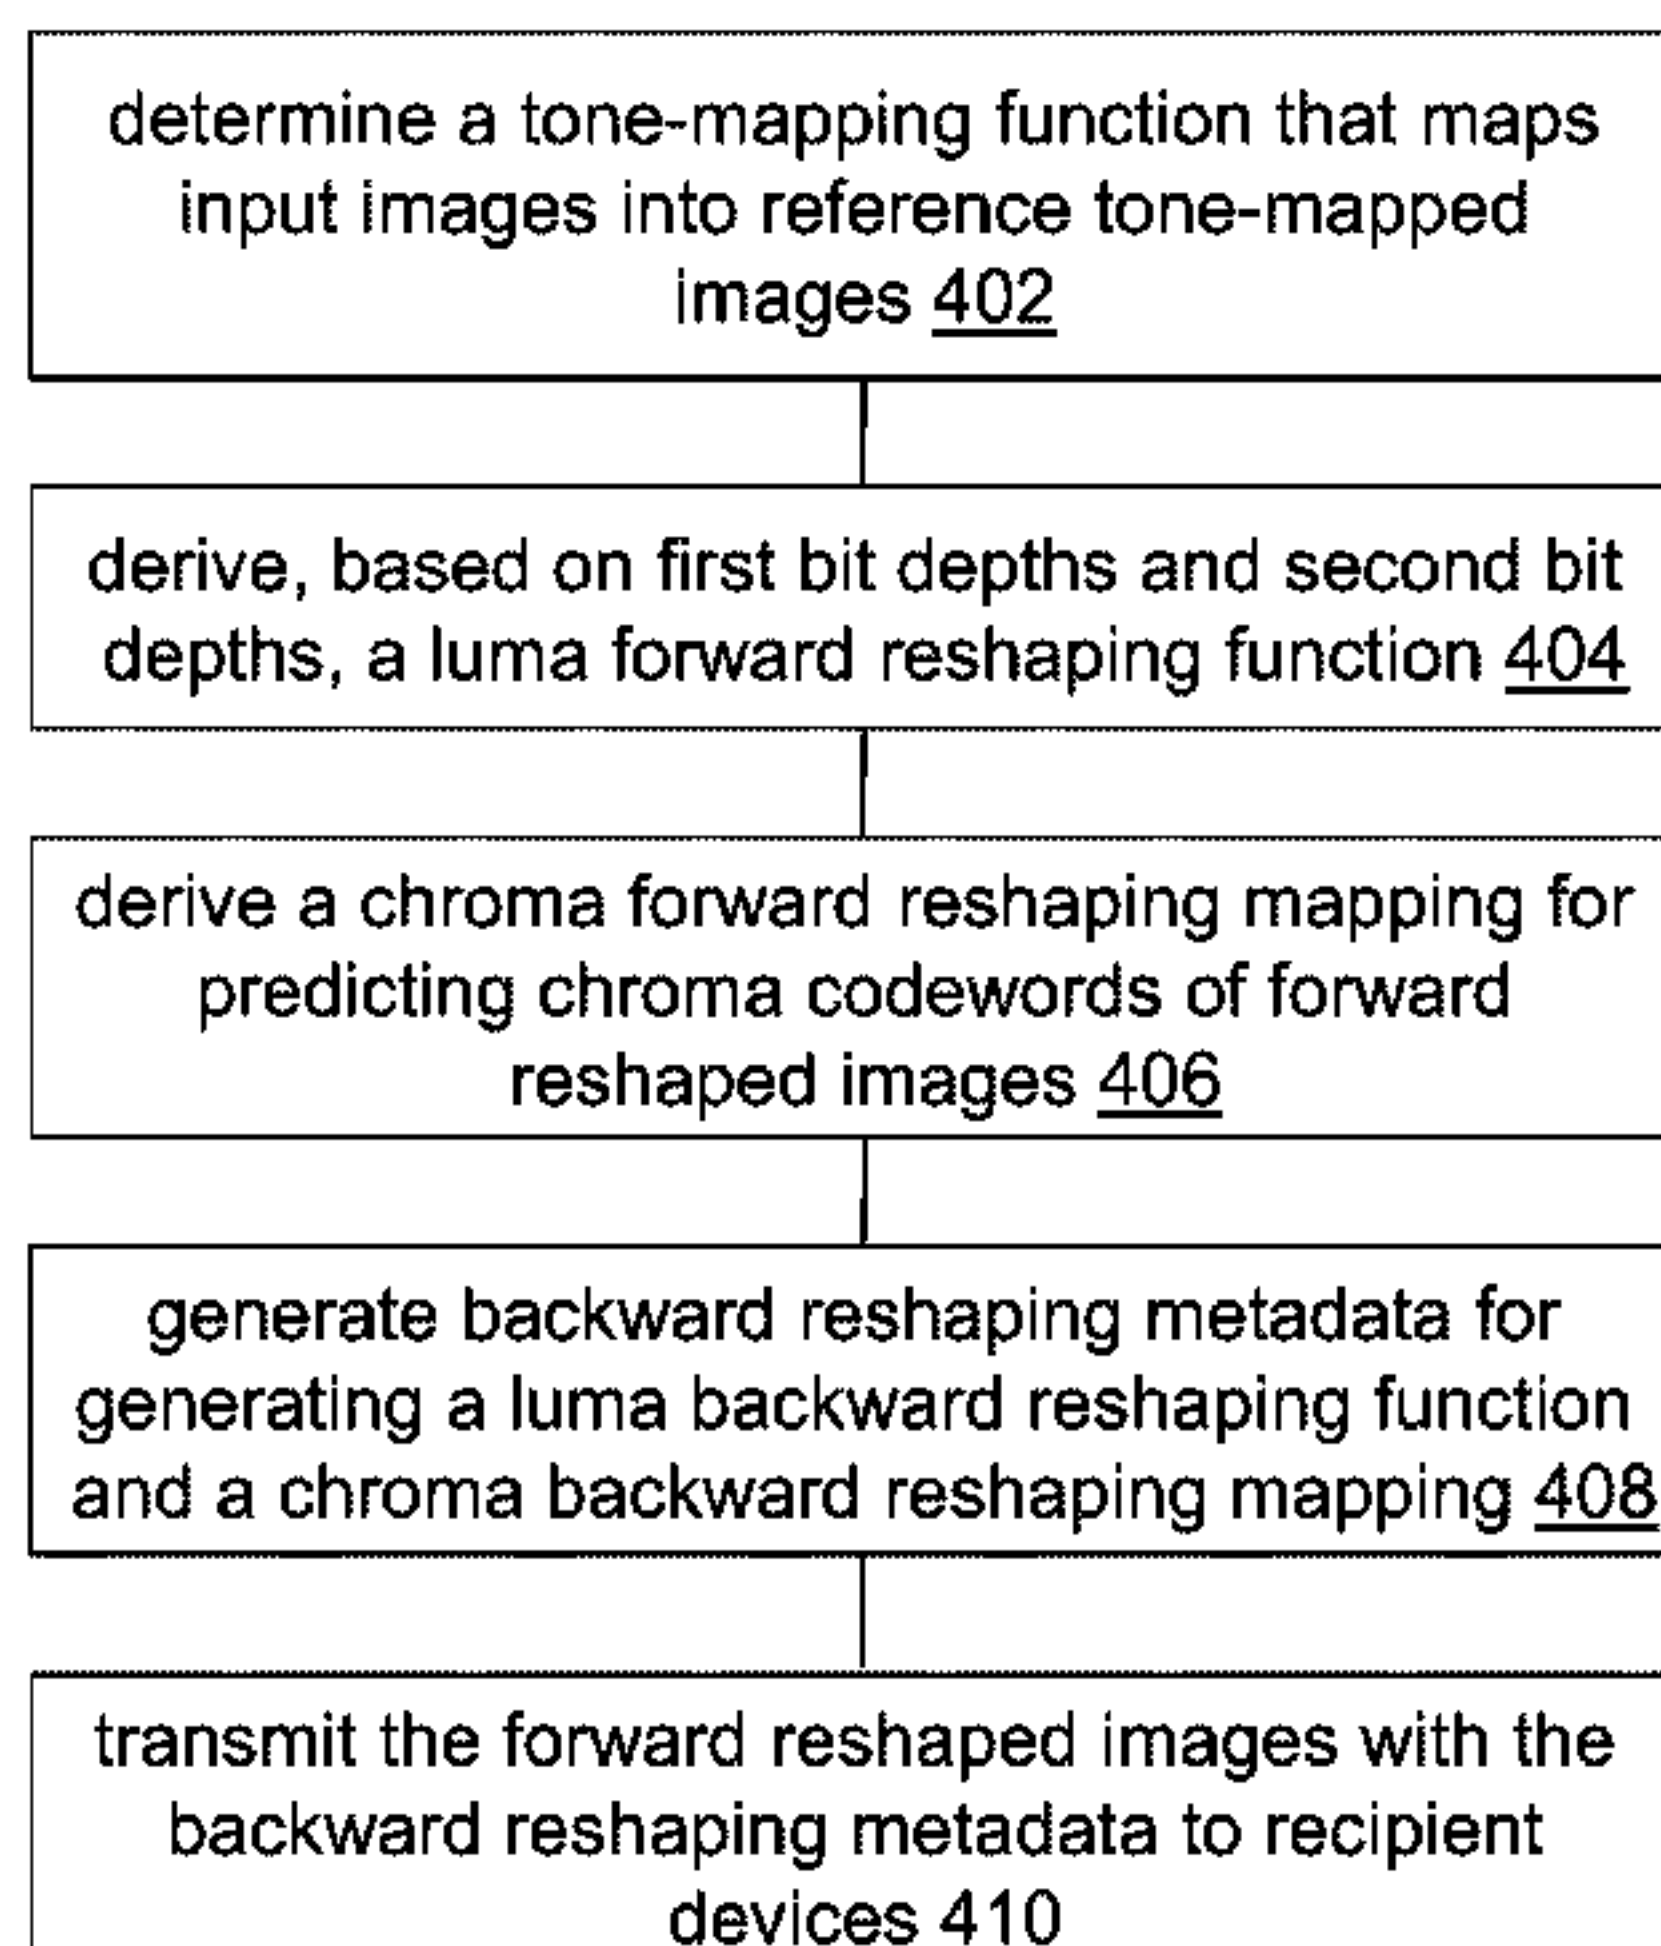 determine a tone-mapping function that maps
input images into reference tone-mapped
images 402
derive, based on first bit depths and second bit
depths, a luma forward reshaping function 404
derive a chroma forward reshaping mapping for
predicting chroma codewords of forward
reshaped images 406
generate backward reshaping metadata for
generating a luma backward reshaping function
and a chroma backward reshaping mapping 408
transmit the forward reshaped images with the
backward reshaping metadata to recipient
devices 410